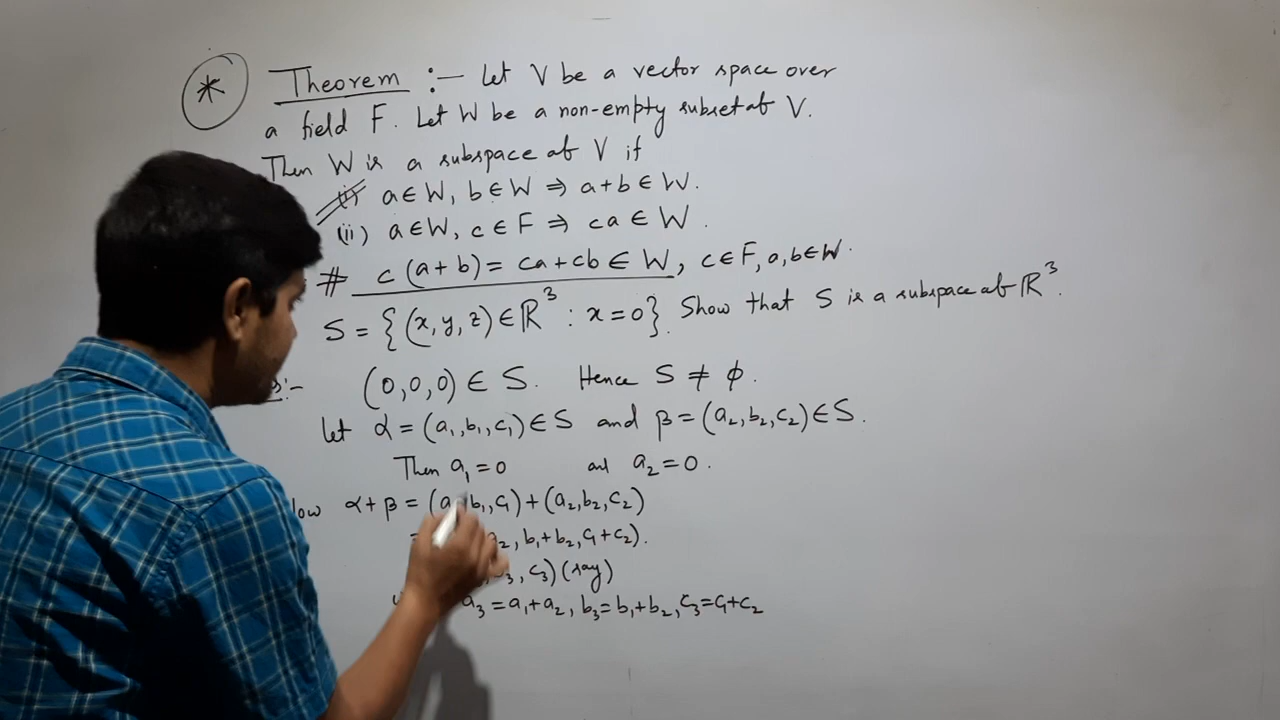 * Theorem :- Let V be a vector space over
a field F. Let W be a non-empty subset of V.
Then W is a subspace of V if
(i) a ∈ W, b ∈ W ⇒ a+b ∈ W.
(ii) a ∈ W, c ∈ F ⇒ ca ∈ W.
# c(a+b) = ca+cb ∈ W, c ∈ F, a, b ∈ W.
S = {(x, y, z) ∈ ℝ³ : x=0}. Show that S is a subspace of ℝ³.
:- (0,0,0) ∈ S. Hence S ≠ ϕ.
Let α = (a₁, b₁, c₁) ∈ S and β = (a₂, b₂, c₂) ∈ S.
Then a₁ = 0 and a₂ = 0.
Now α+β = (a₁, b₁, c₁) + (a₂, b₂, c₂)
a₂, b₁+b₂, c₁+c₂).
₃, c₃) (say)
a₃ = a₁+a₂, b₃ = b₁+b₂, c₃ = c₁+c₂